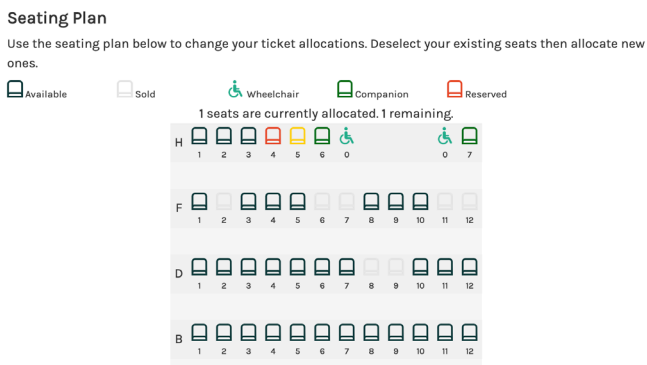 Seating Plan
Use the seating plan below to change your ticket allocations. Deselect your existing seats then allocate new
ones.
Available Sold Wheelchair Companion Reserved
1 seats are currently allocated. 1 remaining.
H
1 2 3 4 5 6 0 0 7
F
1 2 3 4 5 6 7 8 9 10 11 12
D
1 2 3 4 5 6 7 8 9 10 11 12
B
1 2 3 4 5 6 7 8 9 10 11 12